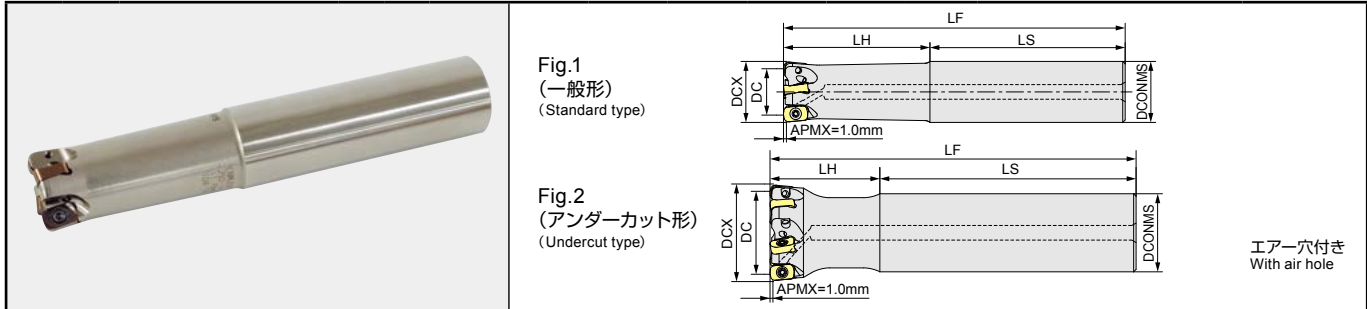 Fig.1
(一般形)
(Standard type)
LF
LH
LS
DCX
DC
DCONMS
APMX=1.0mm
Fig.2
(アンダーカット形)
(Undercut type)
LF
LH
LS
DCX
DC
DCONMS
APMX=1.0mm
エアー穴付き
With air hole